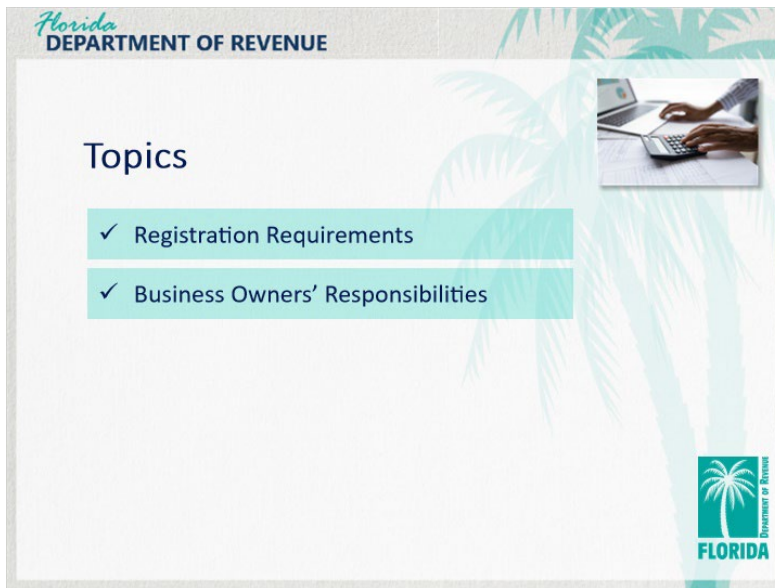 Florida
DEPARTMENT OF REVENUE
Topics
✓ Registration Requirements
✓ Business Owners' Responsibilities
DEPARTMENT OF REVENUE
FLORIDA